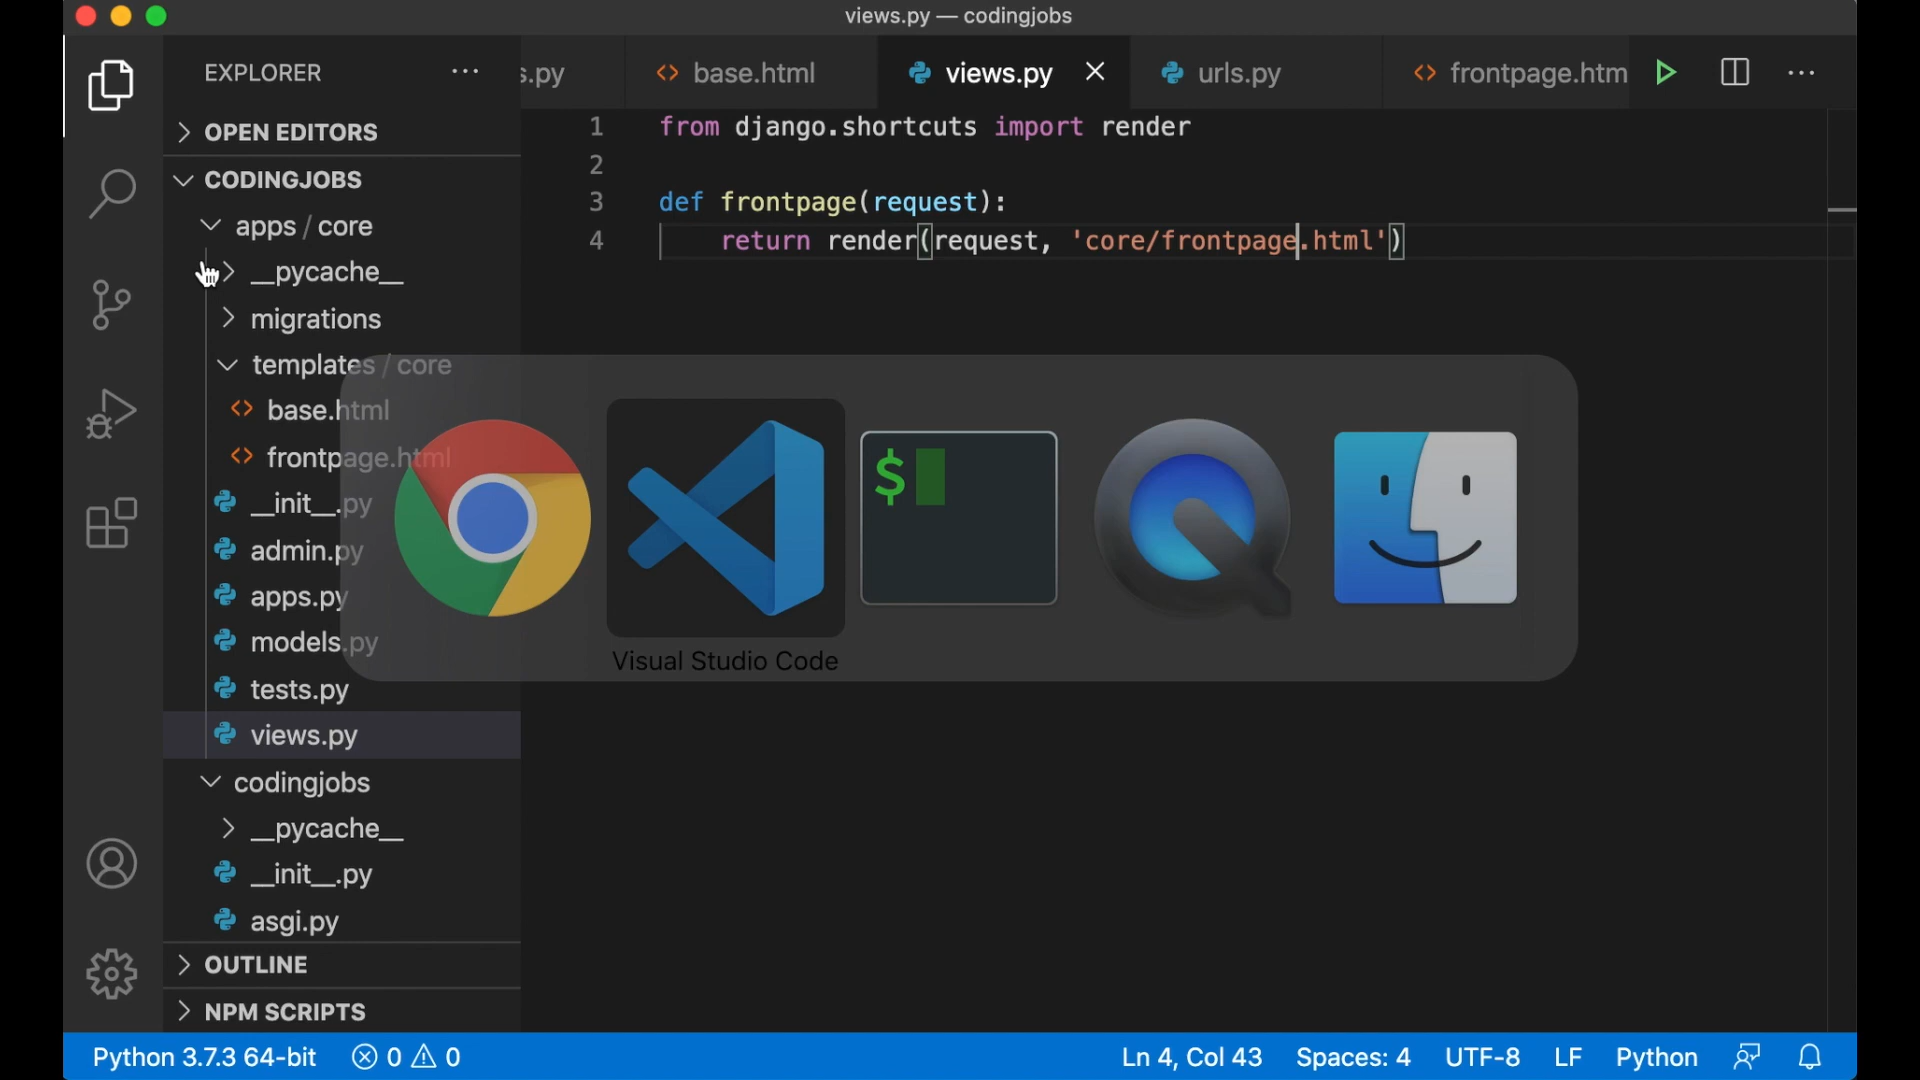 views.py — codingjobs
EXPLORER
s.py
base.html
views.py
urls.py
frontpage.htm
OPEN EDITORS
CODINGJOBS
apps / core
__pycache__
migrations
templates / core
base.html
frontpage.html
__init__.py
admin.py
apps.py
models.py
tests.py
views.py
codingjobs
__pycache__
__init__.py
asgi.py
OUTLINE
NPM SCRIPTS
1 from django.shortcuts import render
2
3 def frontpage(request):
4 return render(request, 'core/frontpage.html')
$
Visual Studio Code
Python 3.7.3 64-bit 0 0 Ln 4, Col 43 Spaces: 4 UTF-8 LF Python